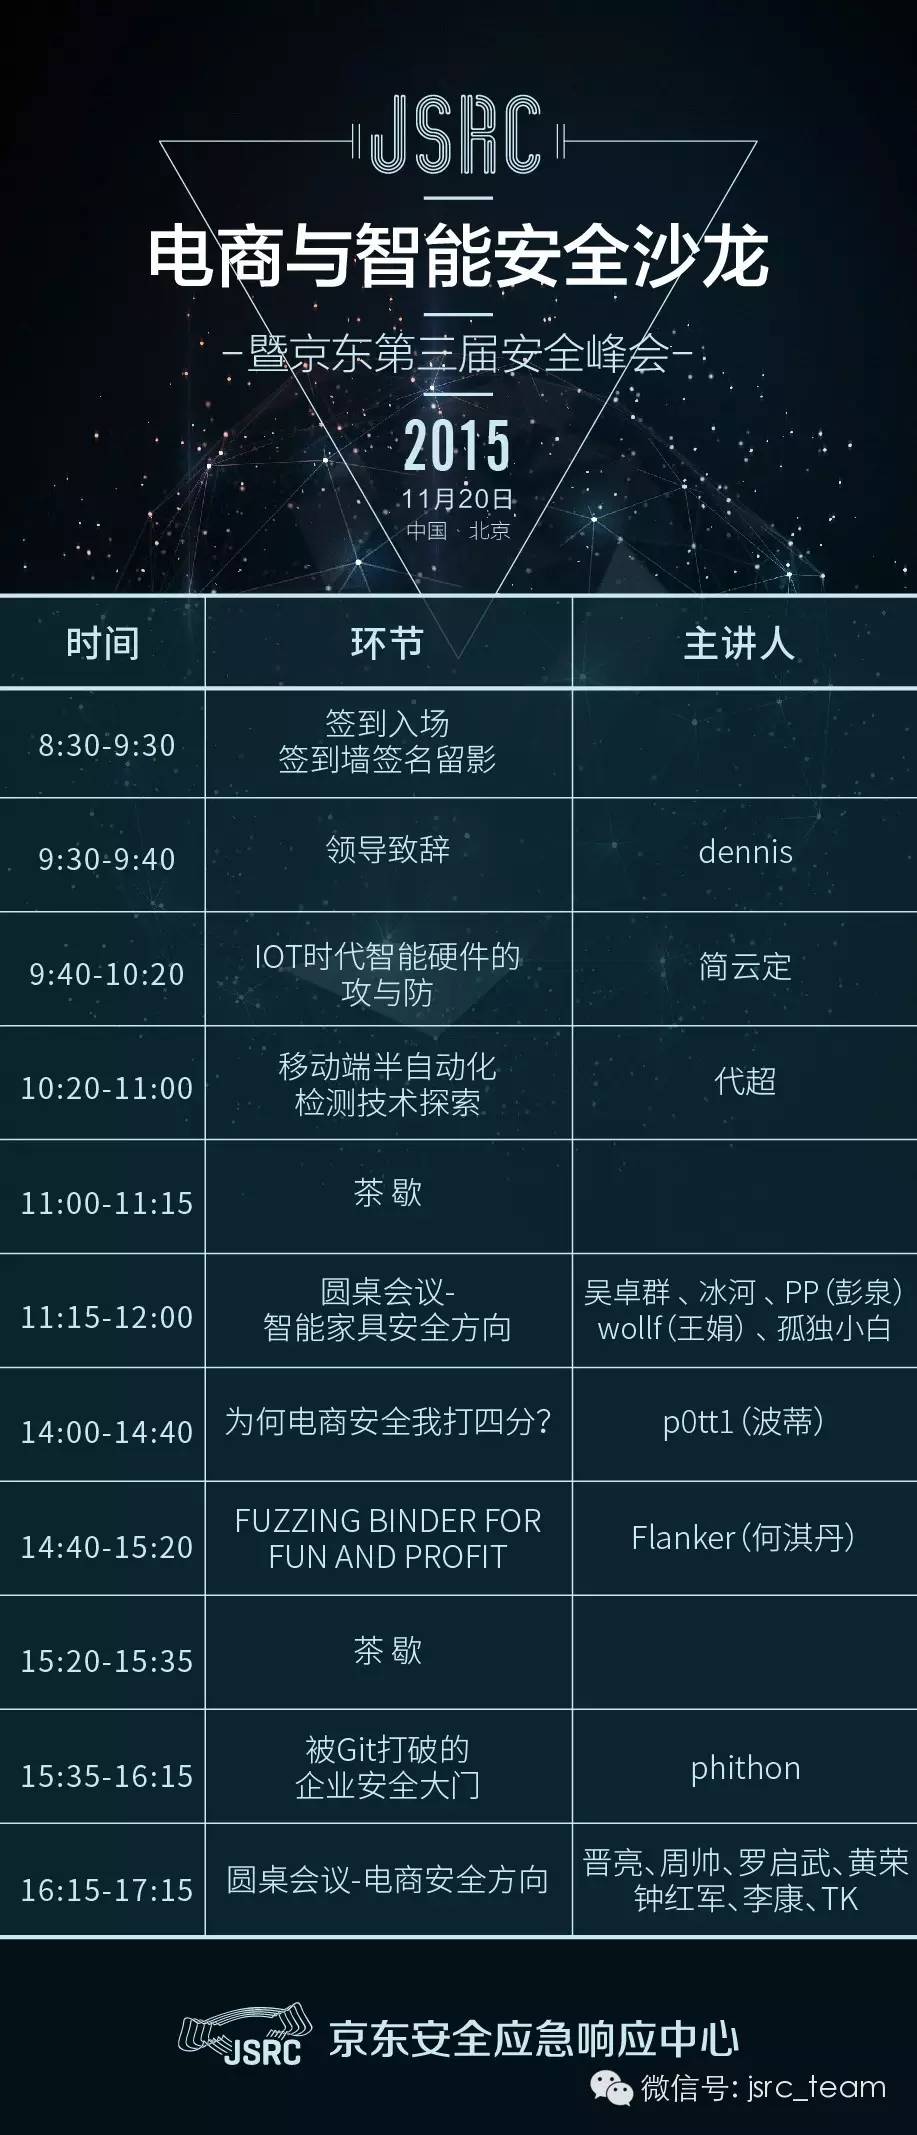 JSRC
电商与智能安全沙龙
-暨京东第三届安全峰会-
2015
11月20日
中国·北京
时间 环节 主讲人
8:30-9:30 签到入场
签到墙签名留影
9:30-9:40 领导致辞 dennis
9:40-10:20 IOT时代智能硬件的
攻与防 简云定
10:20-11:00 移动端半自动化
检测技术探索 代超
11:00-11:15 茶 歇
11:15-12:00 圆桌会议-
智能家具安全方向 吴卓群、冰河、PP(彭泉)
wollf(王娟)、孤独小白
14:00-14:40 为何电商安全我打四分? p0tt1(波蒂)
14:40-15:20 FUZZING BINDER FOR
FUN AND PROFIT Flanker(何淇丹)
15:20-15:35 茶 歇
15:35-16:15 被Git打破的
企业安全大门 phithon
16:15-17:15 圆桌会议-电商安全方向 晋亮、周帅、罗启武、黄荣
钟红军、李康、TK
JSRC 京东安全应急响应中心
微信号: jsrc_team